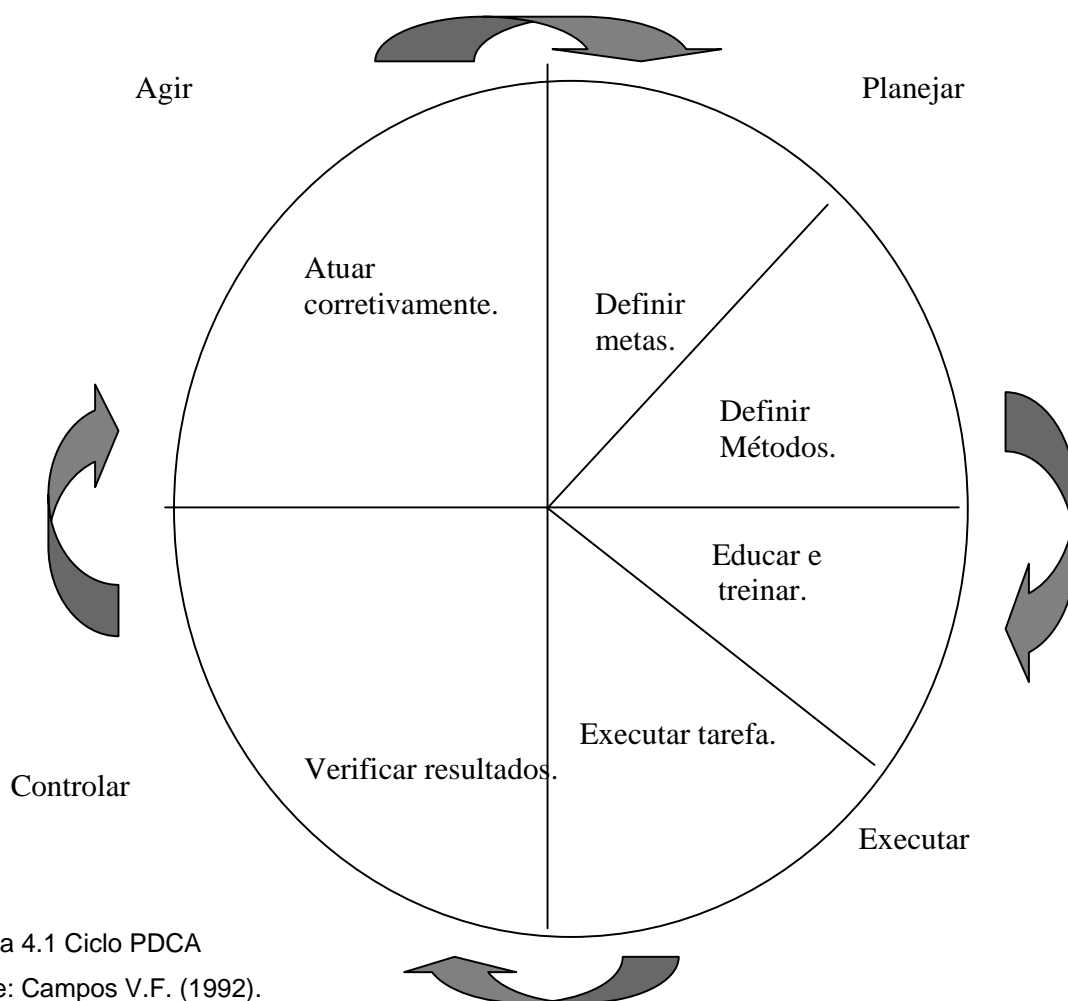 Agir
Planejar
Atuar
corretivamente.
Definir
metas.
Definir
Métodos.
Educar e
treinar.
Executar tarefa.
Verificar resultados.
Controlar
Executar
a 4.1 Ciclo PDCA
e: Campos V.F. (1992).